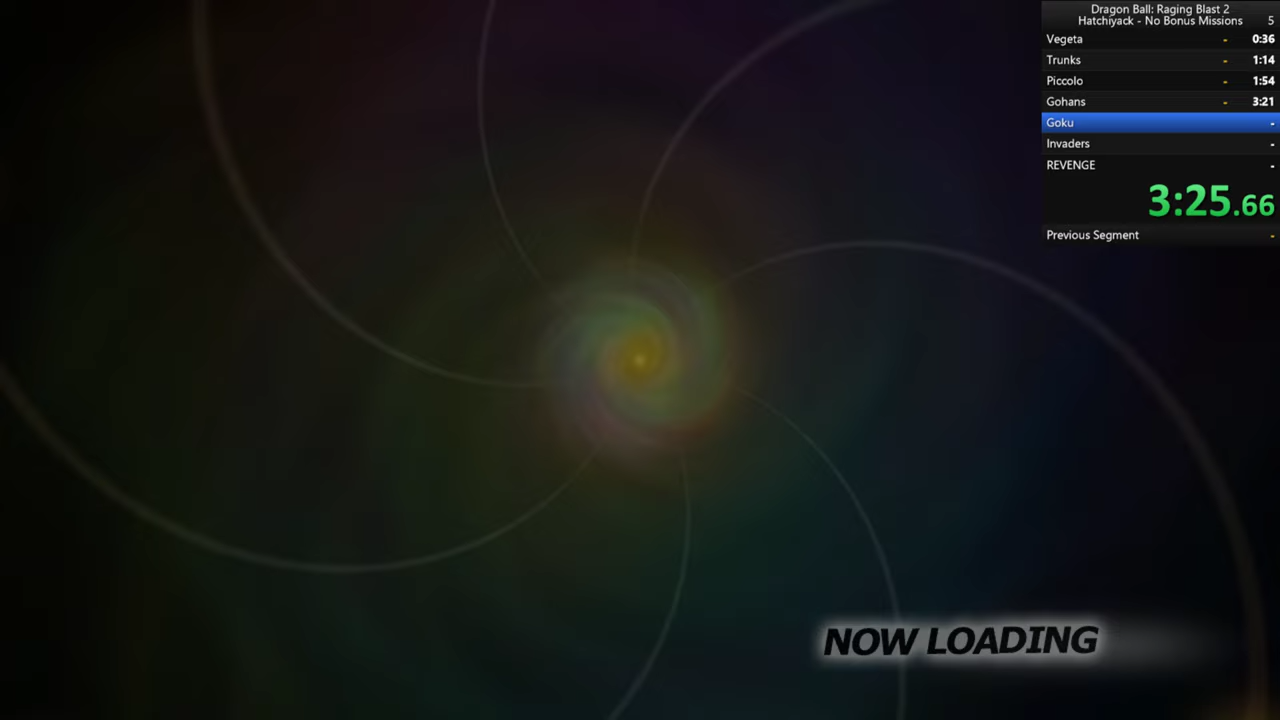 Dragon Ball: Raging Blast 2
Hatchiyack - No Bonus Missions 5
Vegeta - 0:36
Trunks - 1:14
Piccolo - 1:54
Gohans - 3:21
Goku -
Invaders -
REVENGE -
3:25.66
Previous Segment -
NOW LOADING